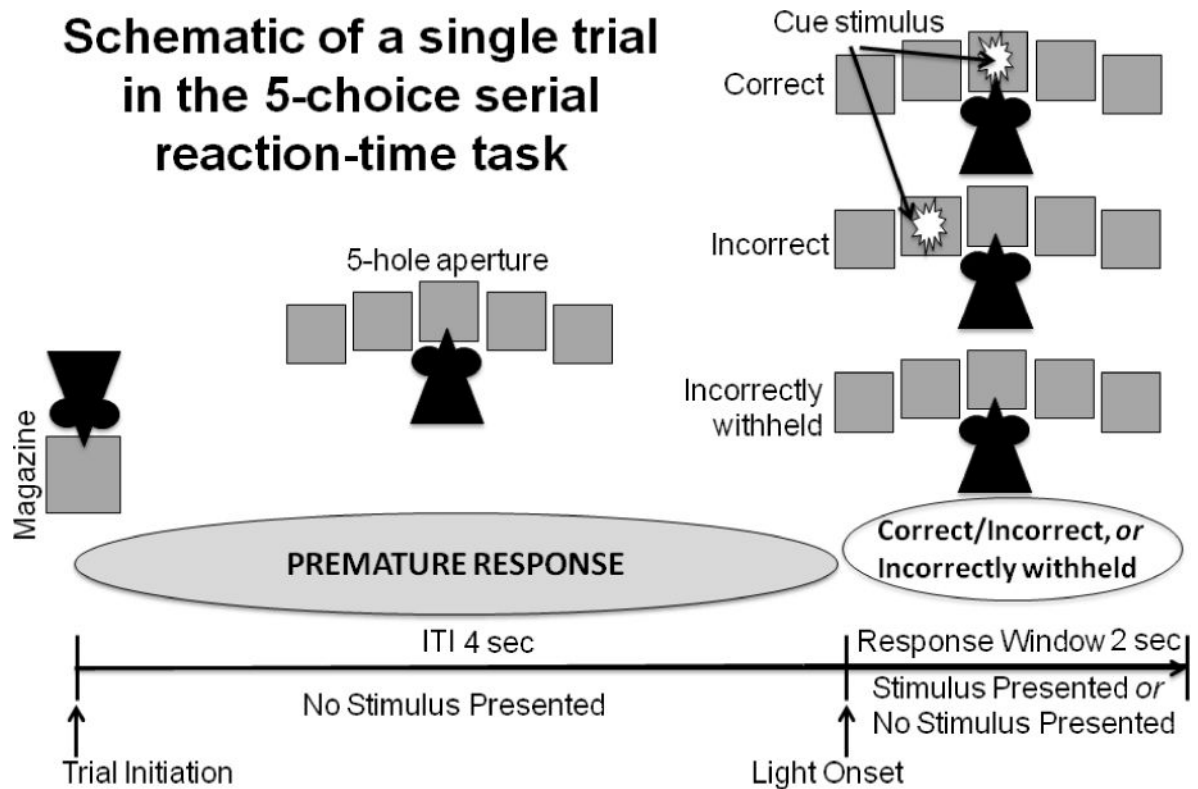 Schematic of a single trial
in the 5-choice serial
reaction-time task
Cue stimulus
Correct
Incorrect
5-hole aperture
Incorrectly
withheld
Magazine
PREMATURE RESPONSE
Correct/Incorrect, or
Incorrectly withheld
ITI 4 sec
Response Window 2 sec
No Stimulus Presented
Stimulus Presented or
No Stimulus Presented
Trial Initiation
Light Onset